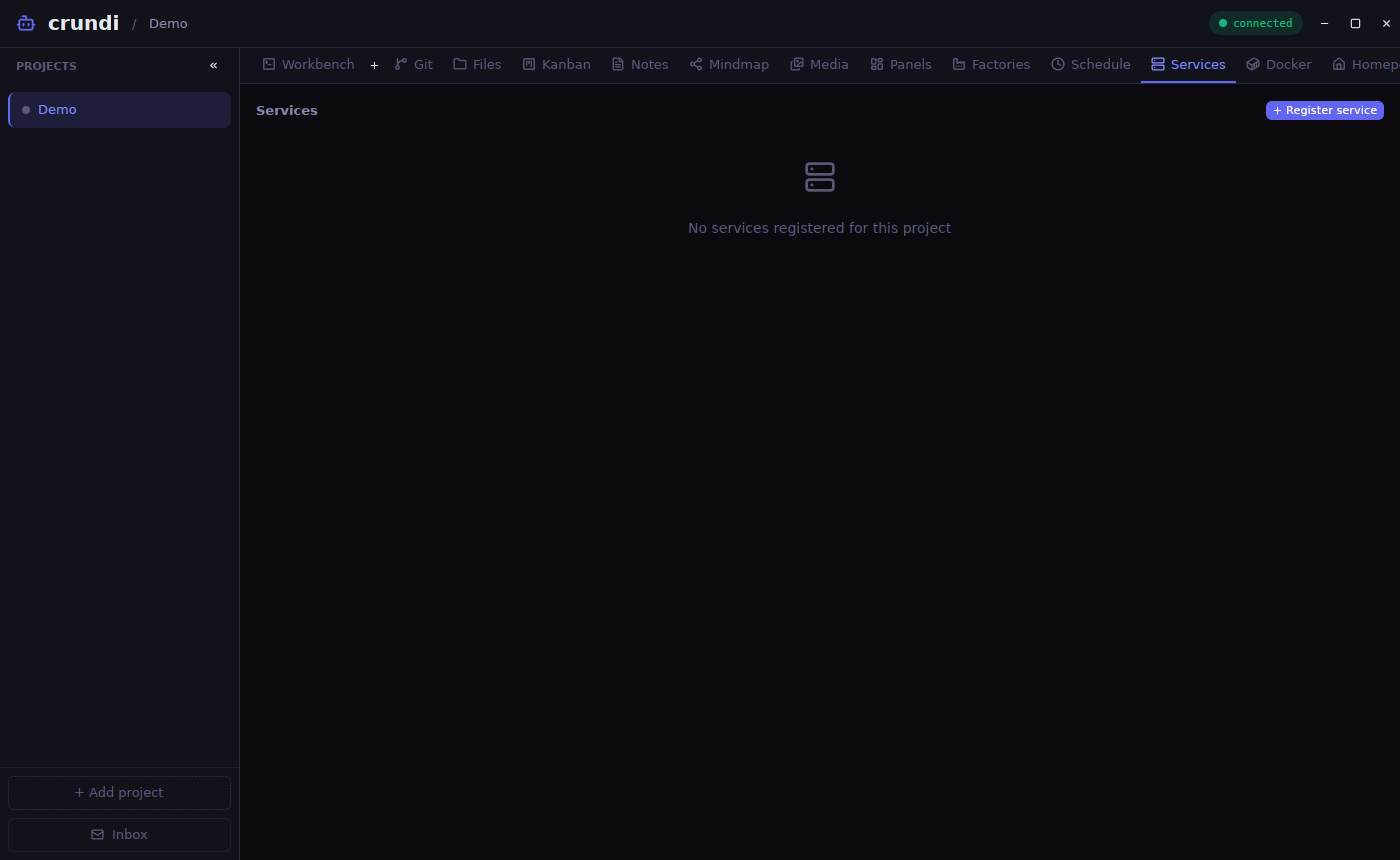 crundi / Demo
connected
PROJECTS «
Demo
Workbench + Git Files Kanban Notes Mindmap Media Panels Factories Schedule Services Docker Homep
Services
+ Register service
No services registered for this project
+ Add project
Inbox